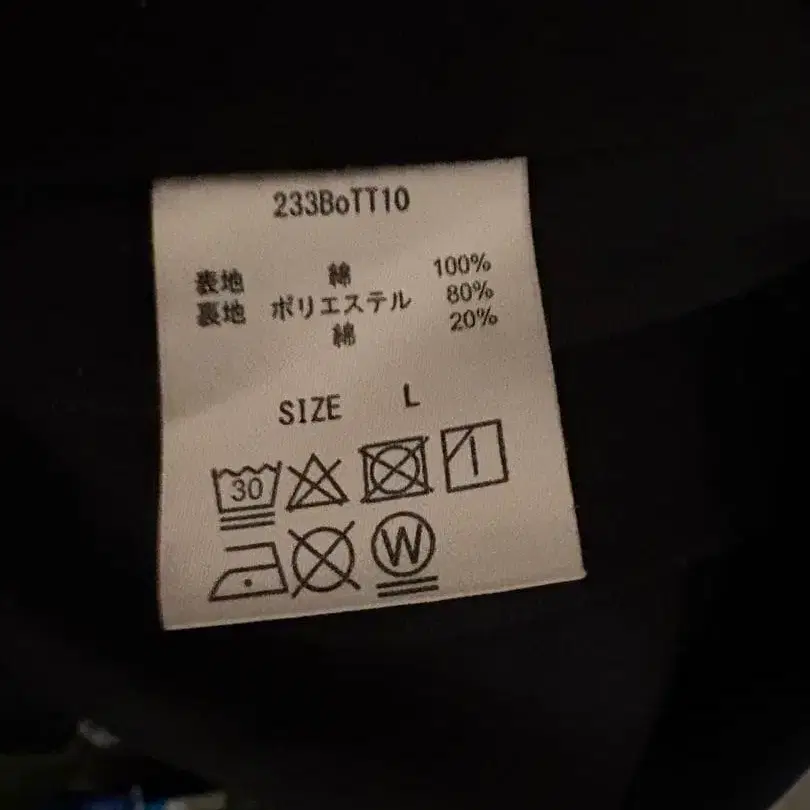 233BoTT10
表地 綿 100%
裏地 ポリエステル 80%
綿 20%
SIZE L
30
W